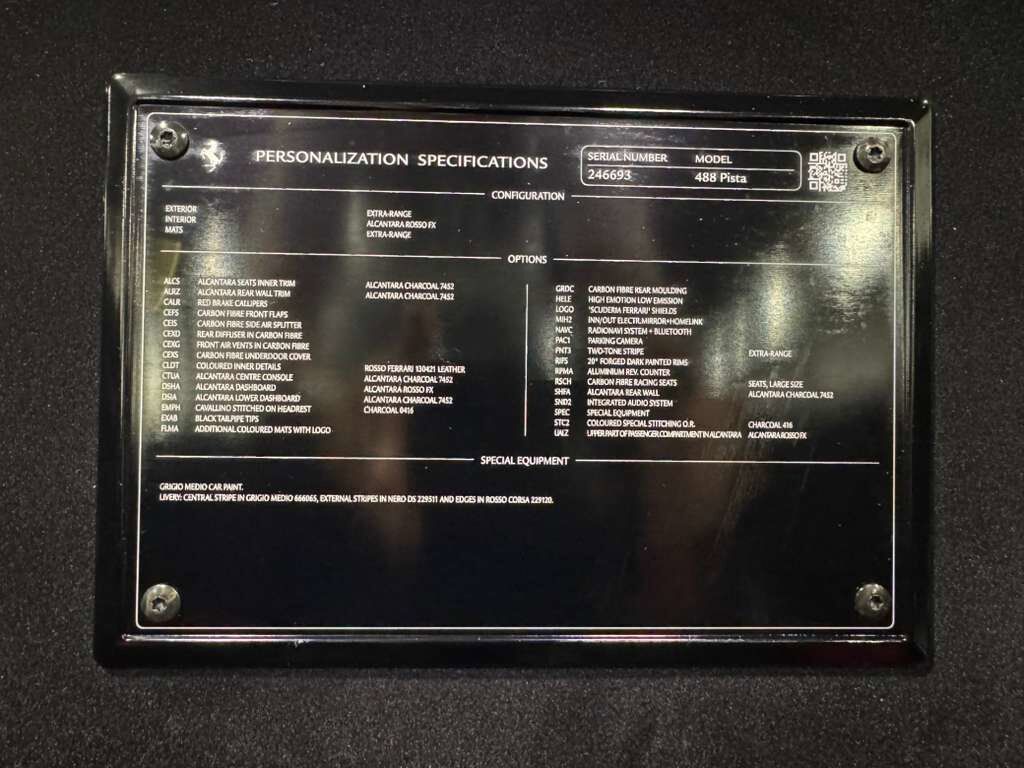 PERSONALIZATION SPECIFICATIONS
SERIAL NUMBER MODEL
246693 488 Pista
CONFIGURATION
EXTERIOR EXTRA-RANGE
INTERIOR ALCANTARA ROSSO FX
MATS EXTRA-RANGE
OPTIONS
ALCS ALCANTARA SEATS INNER TRIM ALCANTARA CHARCOAL 7452
ALRZ ALCANTARA REAR WALL TRIM ALCANTARA CHARCOAL 7452
CALR RED BRAKE CALLIPERS
CEFS CARBON FIBRE FRONT FLAPS
CEIS CARBON FIBRE SIDE AIR SPLITTER
CEXD REAR DIFFUSER IN CARBON FIBRE
CEXG FRONT AIR VENTS IN CARBON FIBRE
CEXS CARBON FIBRE UNDERDOOR COVER
CLDT COLOURED INNER DETAILS ROSSO FERRARI 130421 LEATHER
CTUA ALCANTARA CENTRE CONSOLE ALCANTARA CHARCOAL 7452
DSHA ALCANTARA DASHBOARD ALCANTARA ROSSO FX
DSIA ALCANTARA LOWER DASHBOARD ALCANTARA CHARCOAL 7452
EMPH CAVALLINO STITCHED ON HEADREST CHARCOAL 0416
EXAB BLACK TAILPIPE TIPS
FLMA ADDITIONAL COLOURED MATS WITH LOGO
GRDC CARBON FIBRE REAR MOULDING
HELE HIGH EMOTION LOW EMISSION
LOGO 'SCUDERIA FERRARI' SHIELDS
MIH2 INN/OUT ELECTR.MIRROR+HOMELINK
NAVC RADIONAVI SYSTEM + BLUETOOTH
PAC1 PARKING CAMERA
PNT3 TWO-TONE STRIPE EXTRA-RANGE
RIFS 20" FORGED DARK PAINTED RIMS
RPMA ALUMINIUM REV. COUNTER
RSCH CARBON FIBRE RACING SEATS SEATS, LARGE SIZE
SHFA ALCANTARA REAR WALL ALCANTARA CHARCOAL 7452
SND2 INTEGRATED AUDIO SYSTEM
SPEC SPECIAL EQUIPMENT
STC2 COLOURED SPECIAL STITCHING O.R. CHARCOAL 416
UALZ UPPER PART OF PASSENGER COMPARTMENT IN ALCANTARA ALCANTARA ROSSO FX
SPECIAL EQUIPMENT
GRIGIO MEDIO CAR PAINT.
LIVERY: CENTRAL STRIPE IN GRIGIO MEDIO 666065, EXTERNAL STRIPES IN NERO DS 229511 AND EDGES IN ROSSO CORSA 229120.